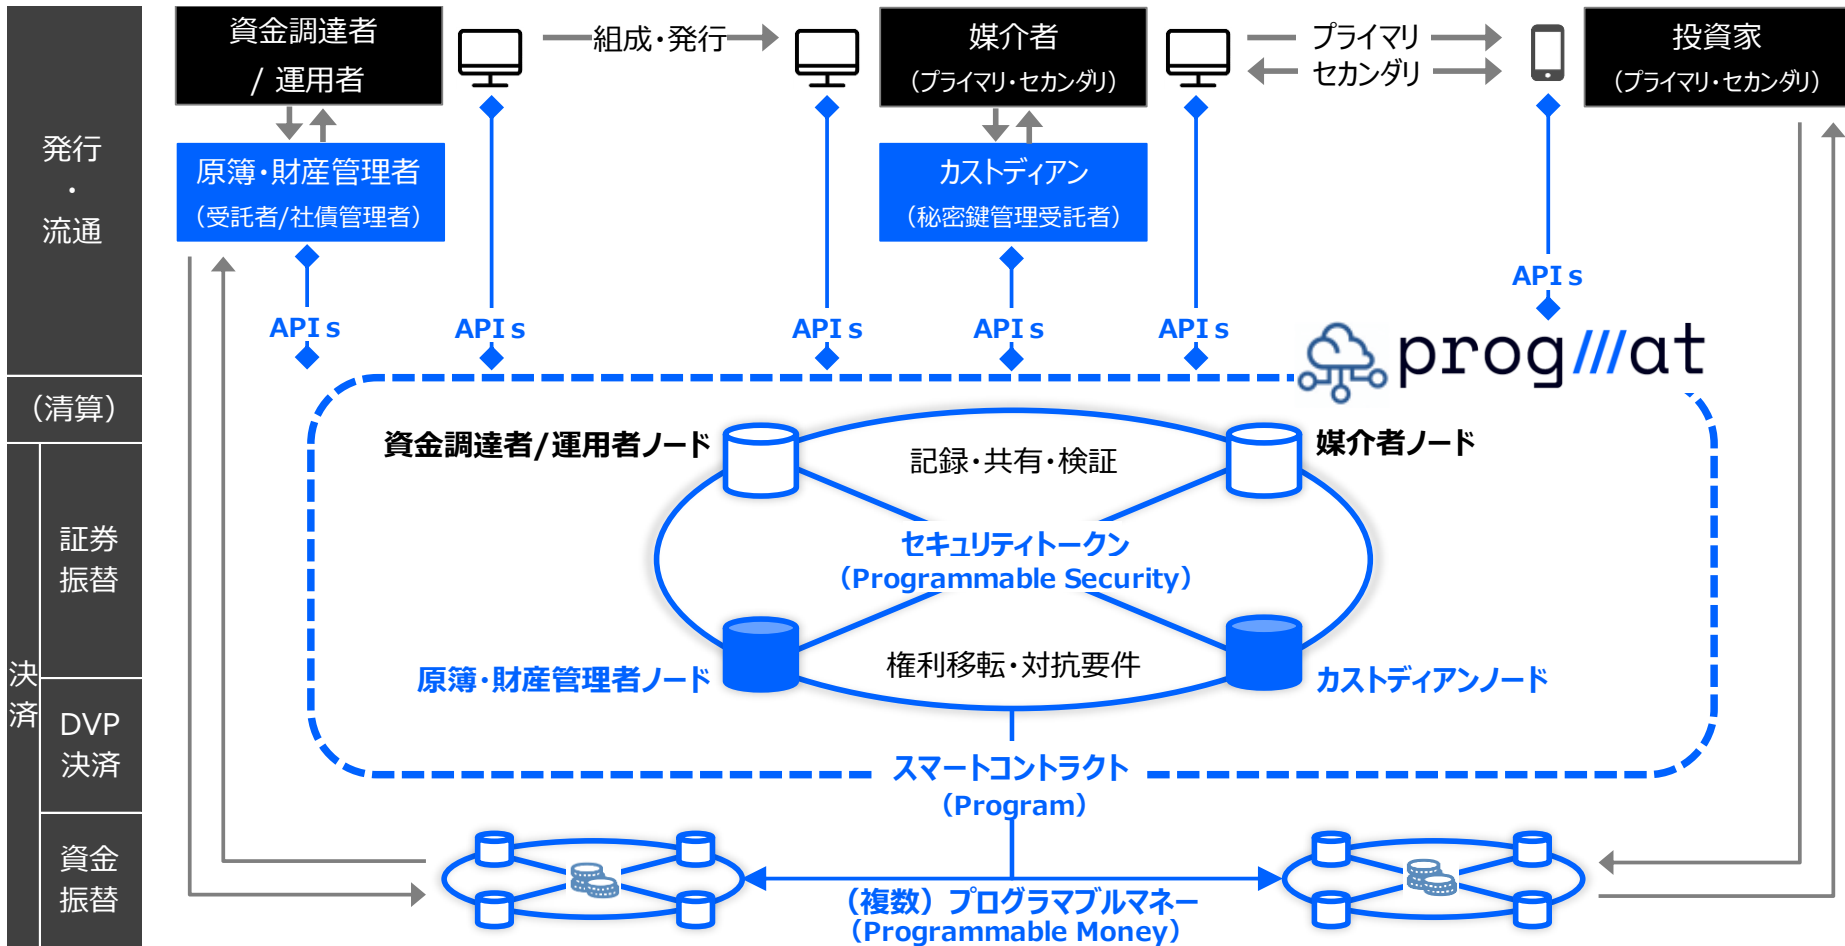 資金調達者
/ 運用者
組成・発行
媒介者
（プライマリ・セカンダリ）
プライマリ
セカンダリ
投資家
（プライマリ・セカンダリ）
発行
・
流通
原簿・財産管理者
（受託者/社債管理者）
カストディアン
（秘密鍵管理受託者）
APIs
APIs
APIs
APIs
APIs
APIs
progmat
（清算）
資金調達者/運用者ノード
記録・共有・検証
媒介者ノード
決済
証券
振替
セキュリティトークン
（Programmable Security）
原簿・財産管理者ノード
権利移転・対抗要件
カストディアンノード
DVP
決済
スマートコントラクト
（Program）
資金
振替
（複数）プログラマブルマネー
（Programmable Money）